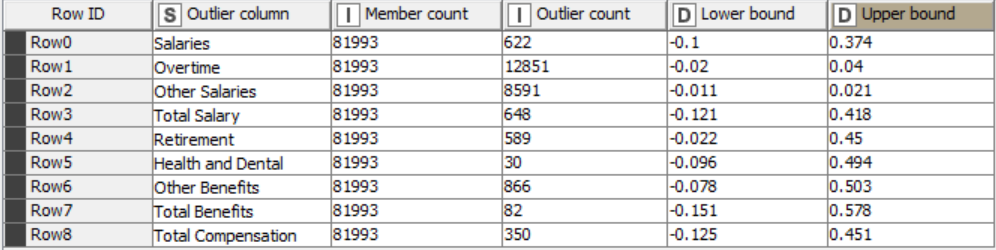 Row ID S Outlier column I Member count I Outlier count D Lower bound D Upper bound
Row0 Salaries 81993 622 -0.1 0.374
Row1 Overtime 81993 12851 -0.02 0.04
Row2 Other Salaries 81993 8591 -0.011 0.021
Row3 Total Salary 81993 648 -0.121 0.418
Row4 Retirement 81993 589 -0.022 0.45
Row5 Health and Dental 81993 30 -0.096 0.494
Row6 Other Benefits 81993 866 -0.078 0.503
Row7 Total Benefits 81993 82 -0.151 0.578
Row8 Total Compensation 81993 350 -0.125 0.451